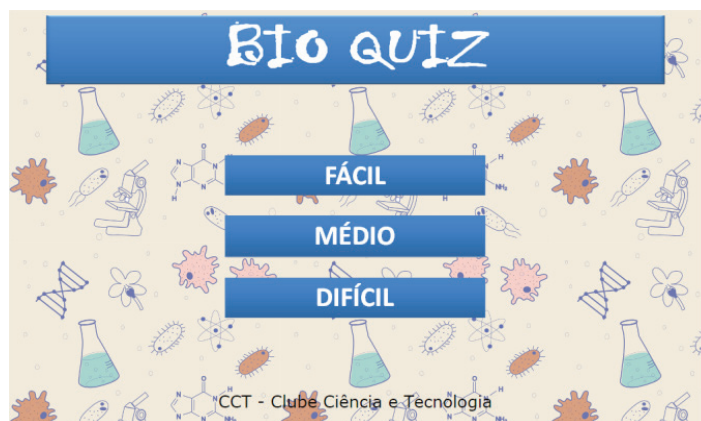 BIO QUIZ
FÁCIL
MÉDIO
DIFÍCIL
CCT - Clube Ciência e Tecnologia